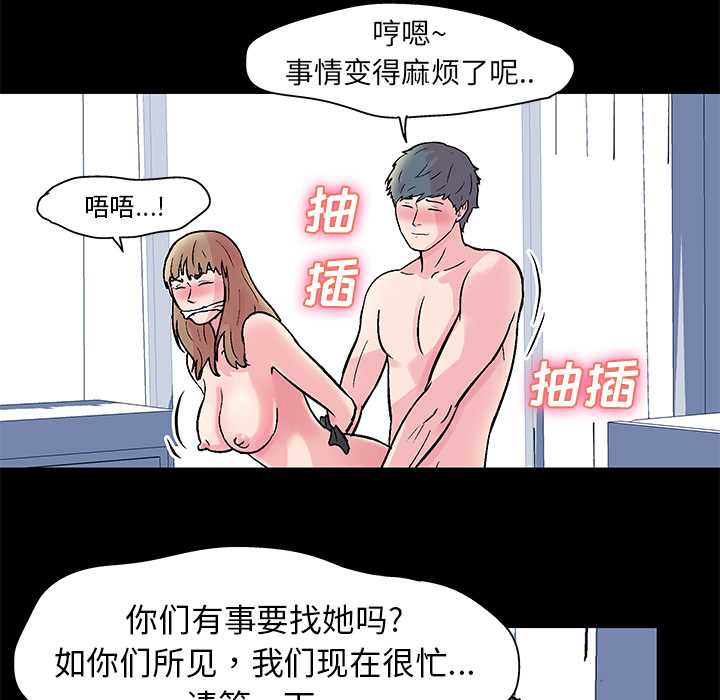 哼嗯~
事情变得麻烦了呢..
唔唔...!
抽
插
抽插
你们有事要找她吗?
如你们所见，我们现在很忙...